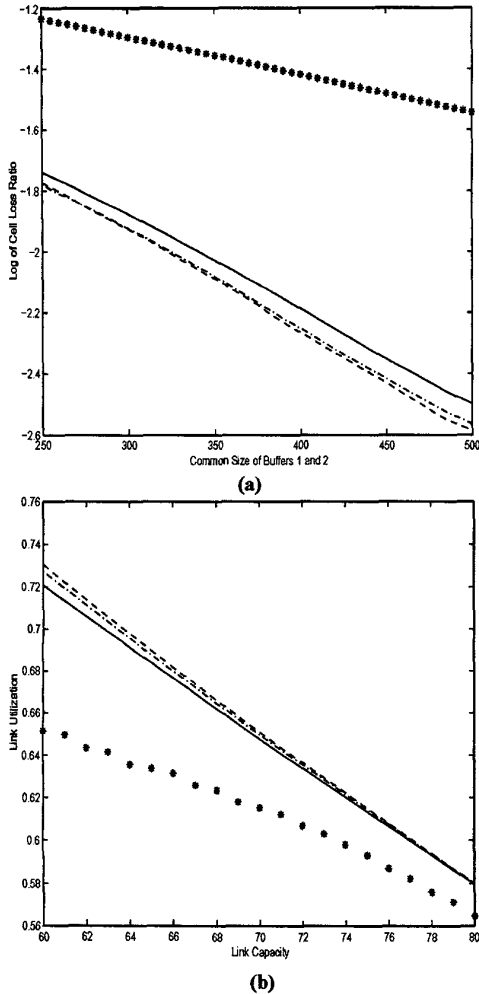 -1.2
-1.4
-1.6
-1.8
-2
-2.2
-2.4
-2.6
Log of Cell Loss Ratio
250 300 350 400 450 500
Common Size of Buffers 1 and 2
(a)
0.76
0.74
0.72
0.7
0.68
0.66
0.64
0.62
0.6
0.58
0.56
Link Utilization
60 62 64 66 68 70 72 74 76 78 80
Link Capacity
(b)